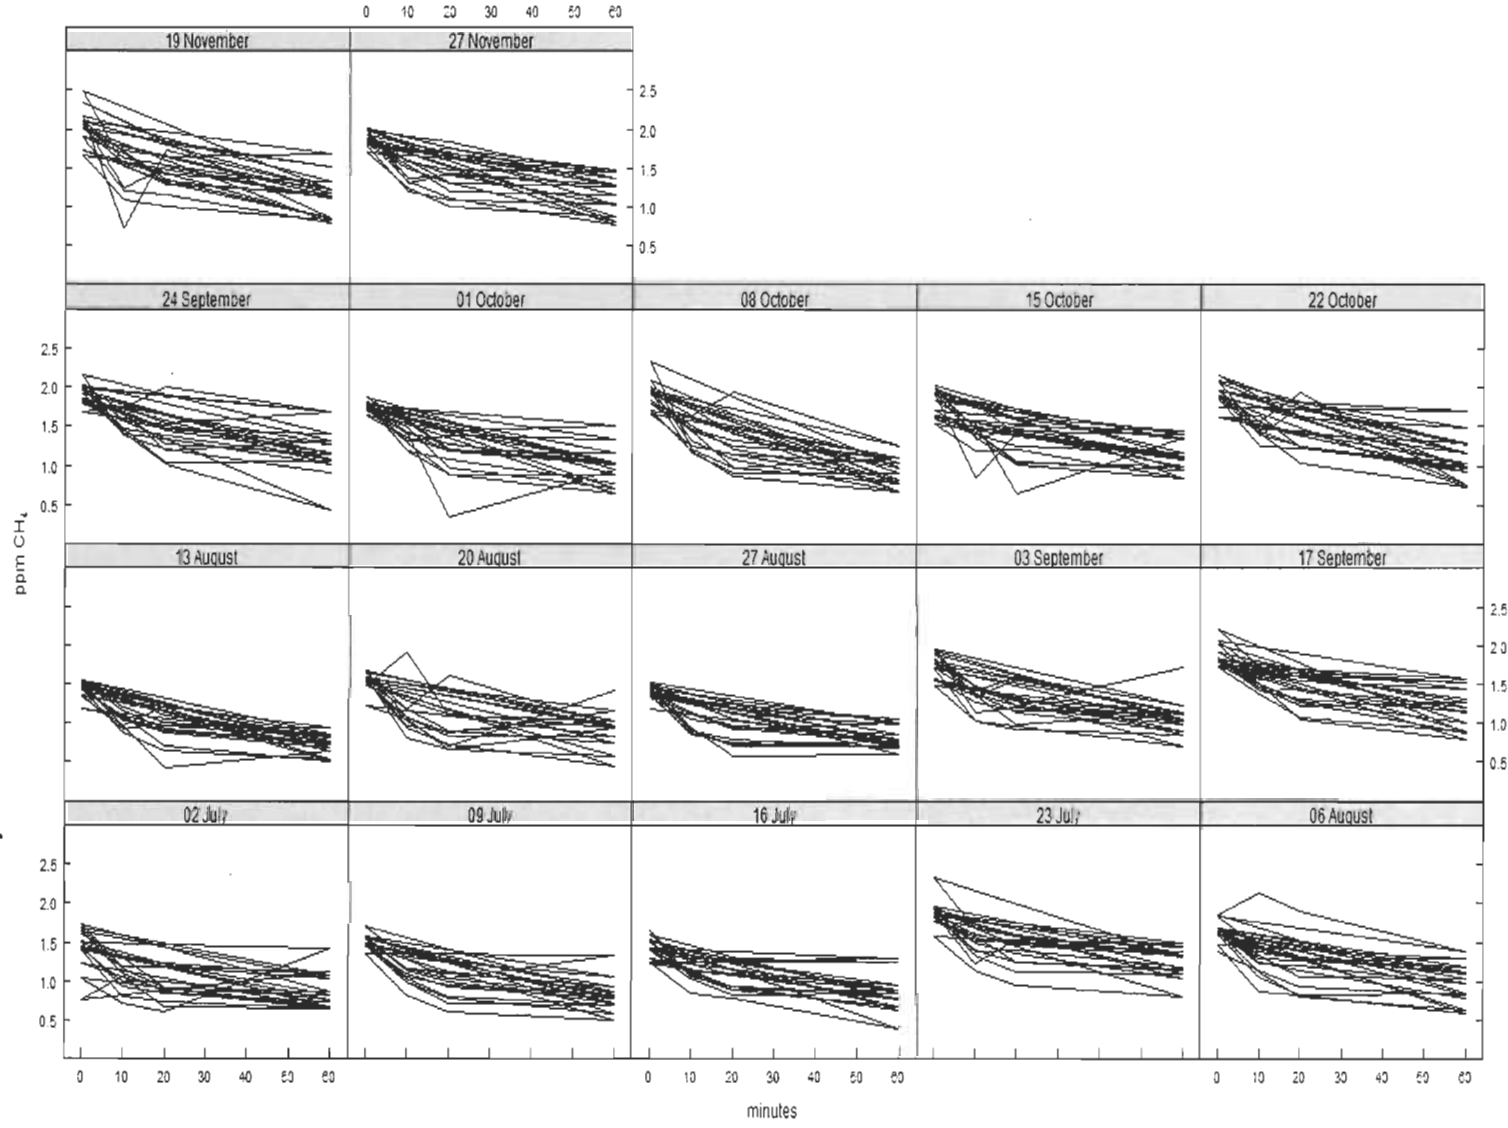 0 10 20 30 40 50 60
19 November 27 November
2.5
2.0
1.5
1.0
0.5
24 September 01 October 08 October 15 October 22 October
2.5
2.0
1.5
1.0
0.5
ppm CH₄
13 August 20 August 27 August 03 September 17 September
2.5
2.0
1.5
1.0
0.5
02 July 09 July 16 July 23 July 06 August
2.5
2.0
1.5
1.0
0.5
0 10 20 30 40 50 60 0 10 20 30 40 50 60 0 10 20 30 40 50 60
minutes